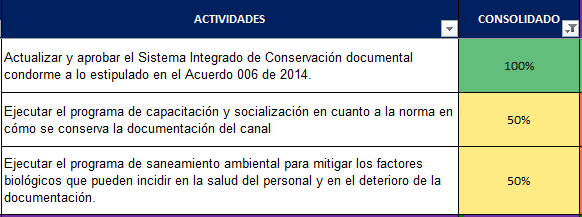 ACTIVIDADES CONSOLIDADO
Actualizar y aprobar el Sistema Integrado de Conservación documental
condorme a lo estipulado en el Acuerdo 006 de 2014.
100%
Ejecutar el programa de capacitación y socialización en cuanto a la norma en
cómo se conserva la documentación del canal
50%
Ejecutar el programa de saneamiento ambiental para mitigar los factores
biológicos que pueden incidir en la salud del personal y en el deterioro de la
documentación.
50%